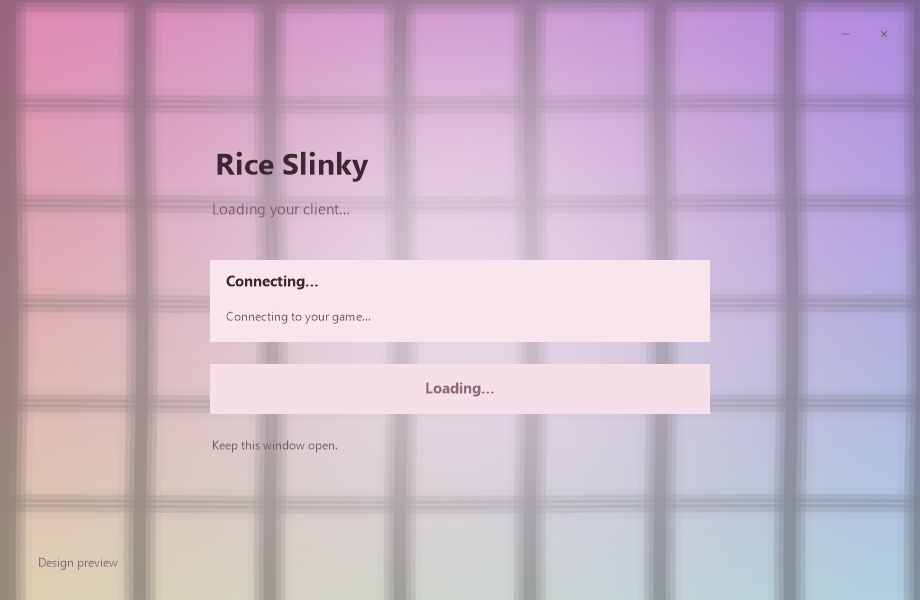 Rice Slinky
Loading your client...
Connecting...
Connecting to your game...
Loading...
Keep this window open.
Design preview